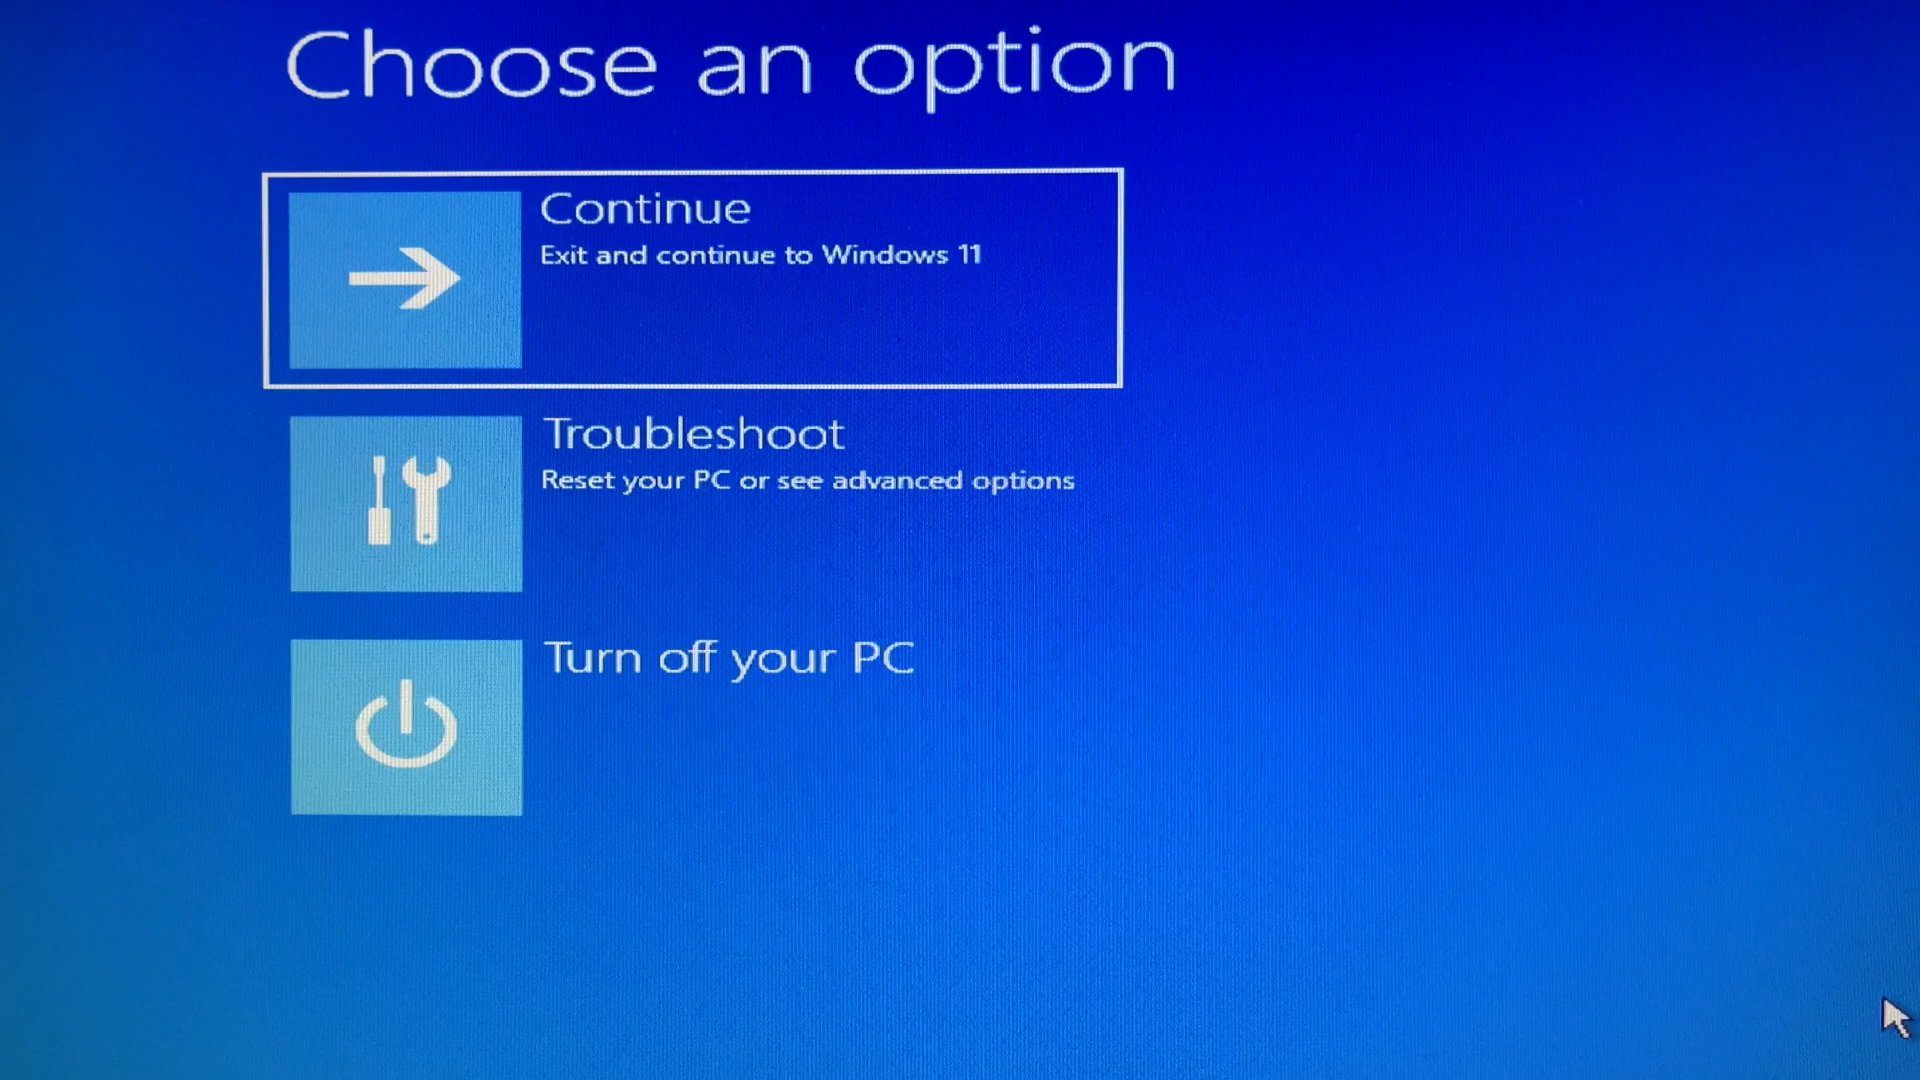 Choose an option
Continue
Exit and continue to Windows 11
Troubleshoot
Reset your PC or see advanced options
Turn off your PC